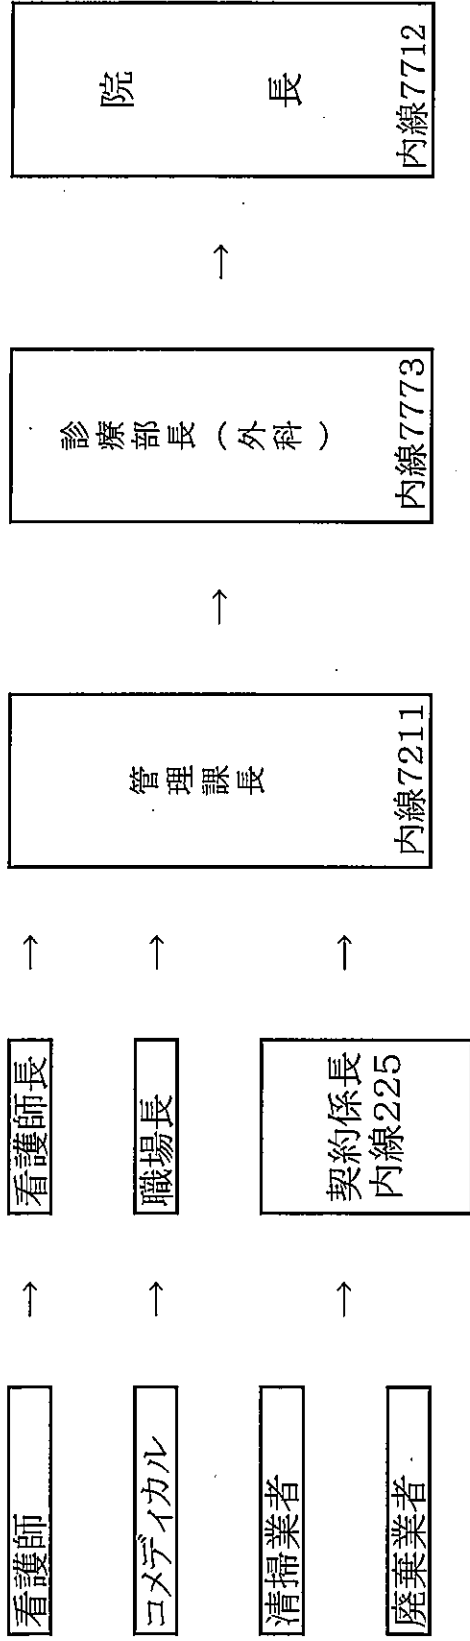 看護師 → 看護師長 →
コメディカル → 職場長 →
清掃業者
廃棄業者
→
契約係長
内線225
→
管理課長
内線7211
→
診療部長(外科)
内線7773
→
院長
内線7712